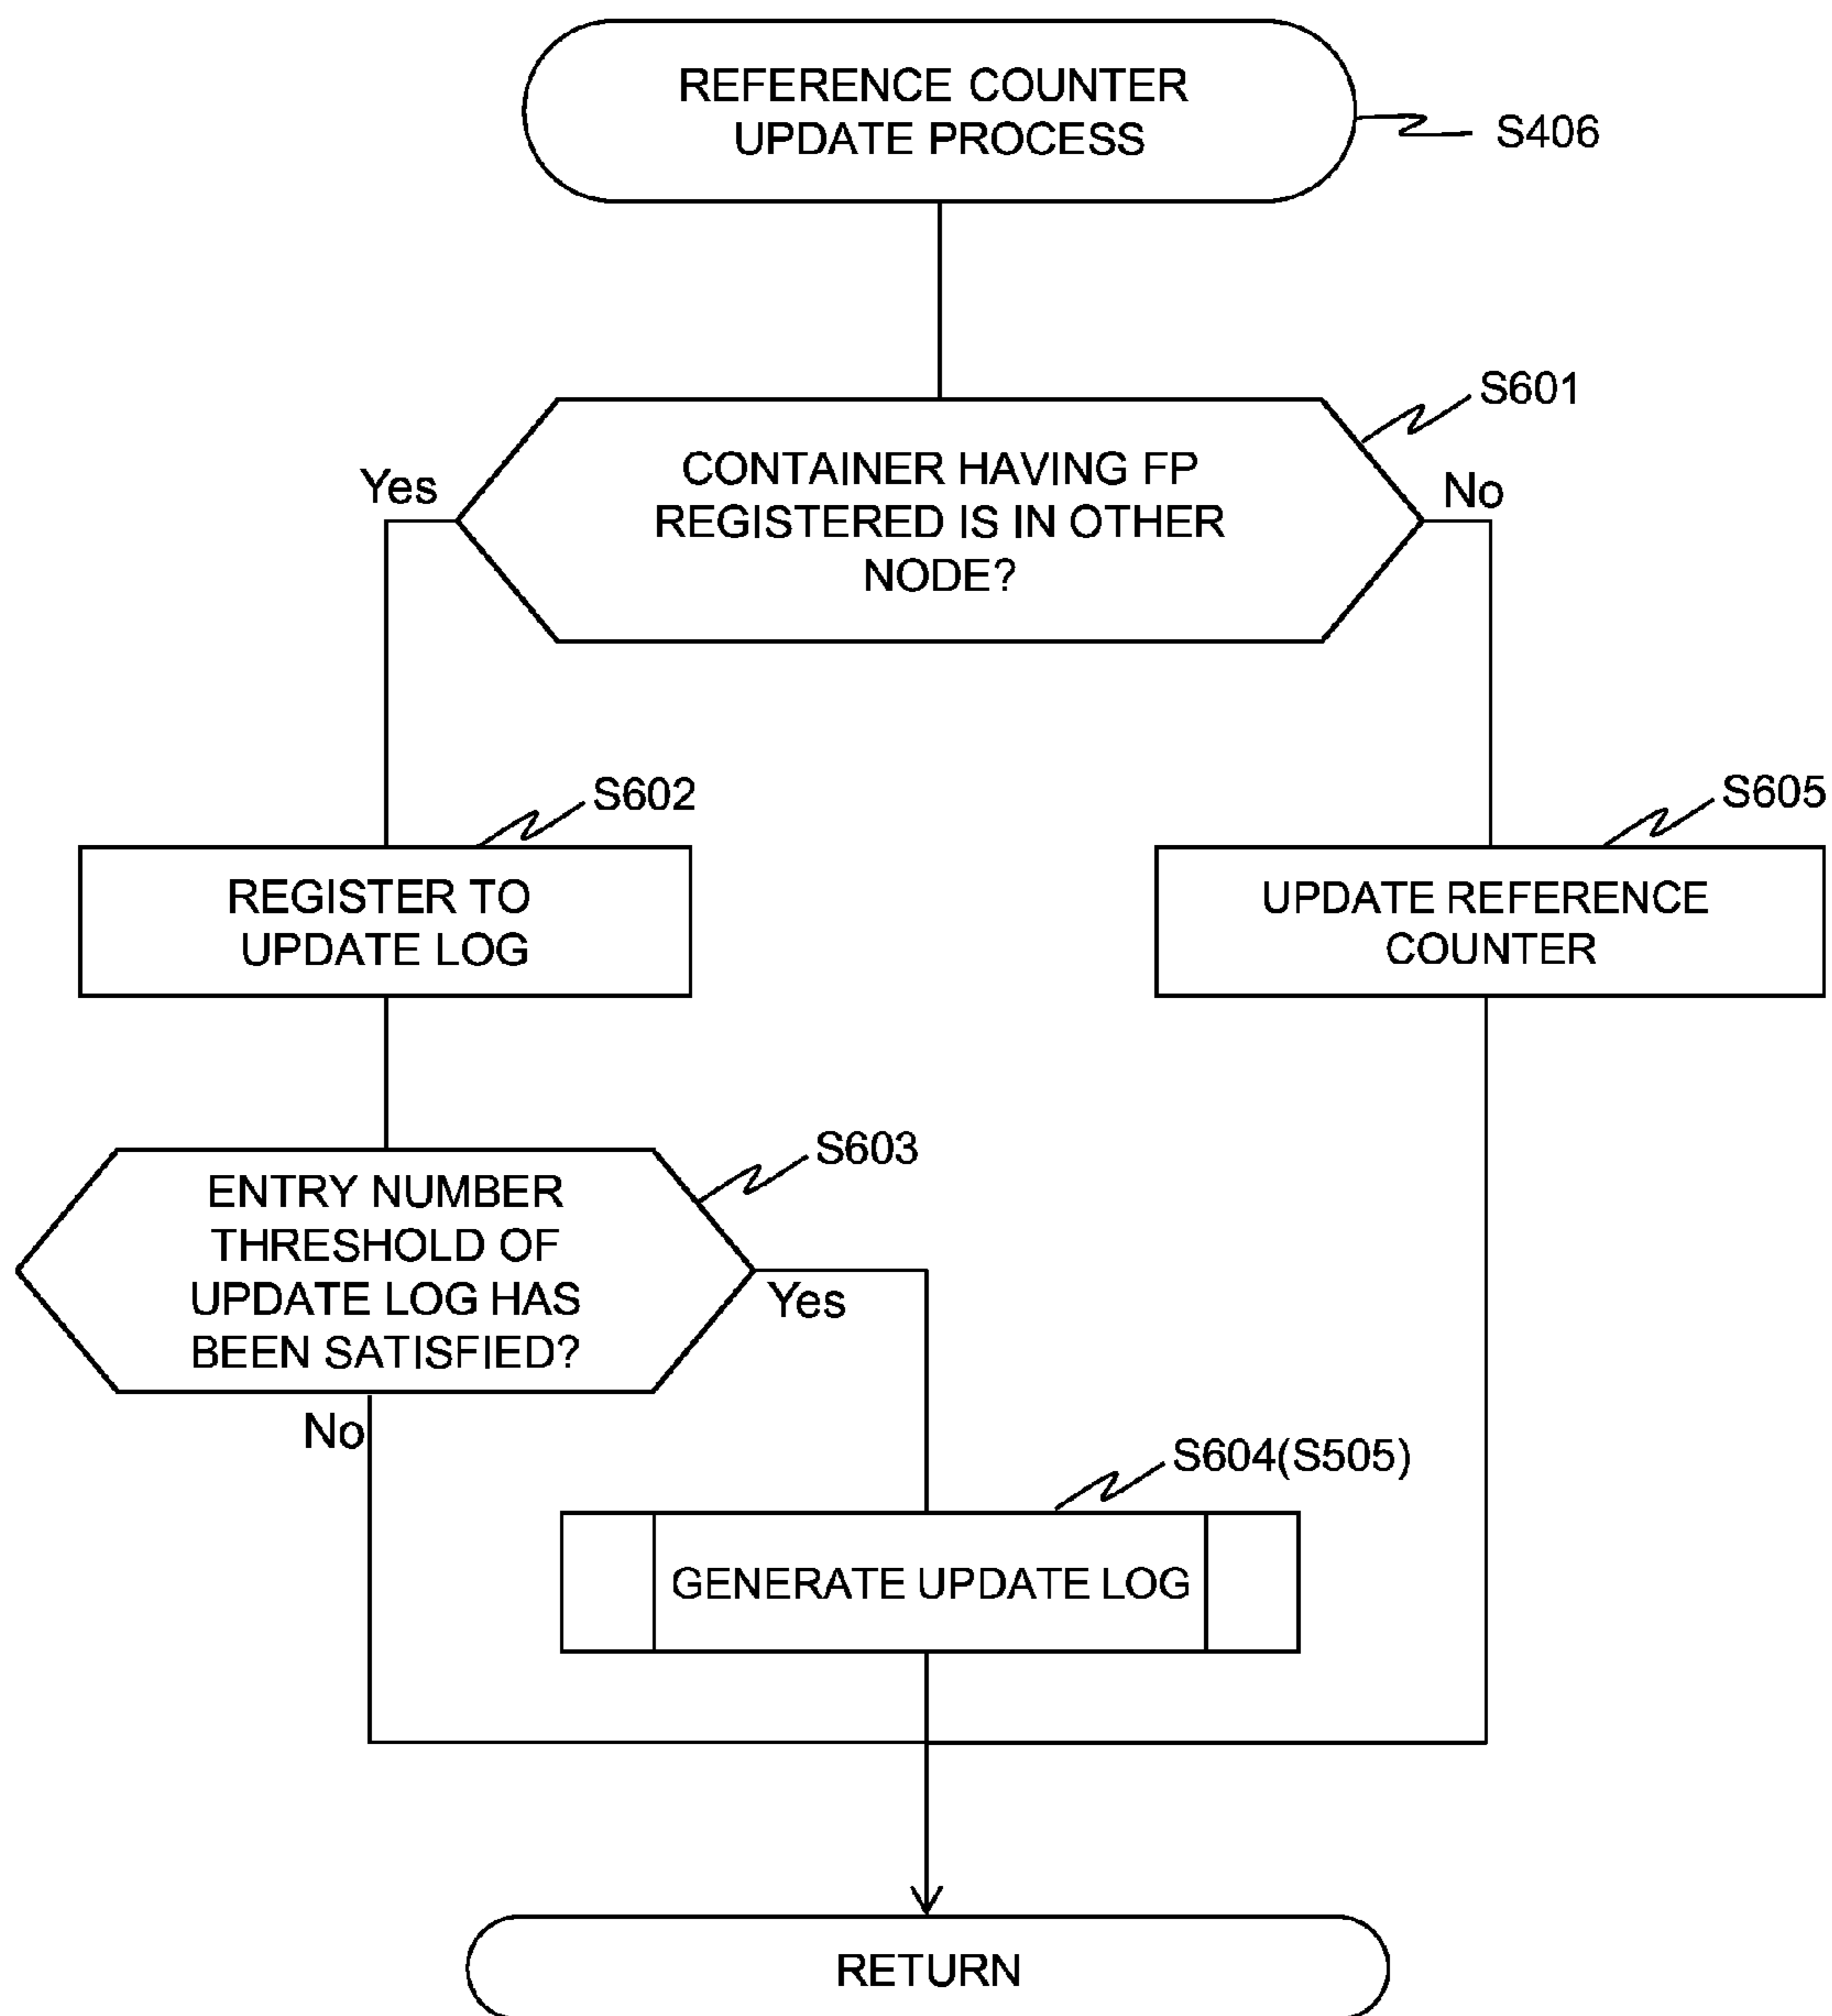 REFERENCE COUNTER
UPDATE PROCESS
S406
S601
CONTAINER HAVING FP
REGISTERED IS IN OTHER
NODE?
Yes
No
S602
S605
REGISTER TO
UPDATE LOG
UPDATE REFERENCE
COUNTER
S603
ENTRY NUMBER
THRESHOLD OF
UPDATE LOG HAS
BEEN SATISFIED?
Yes
No
S604(S505)
GENERATE UPDATE LOG
RETURN